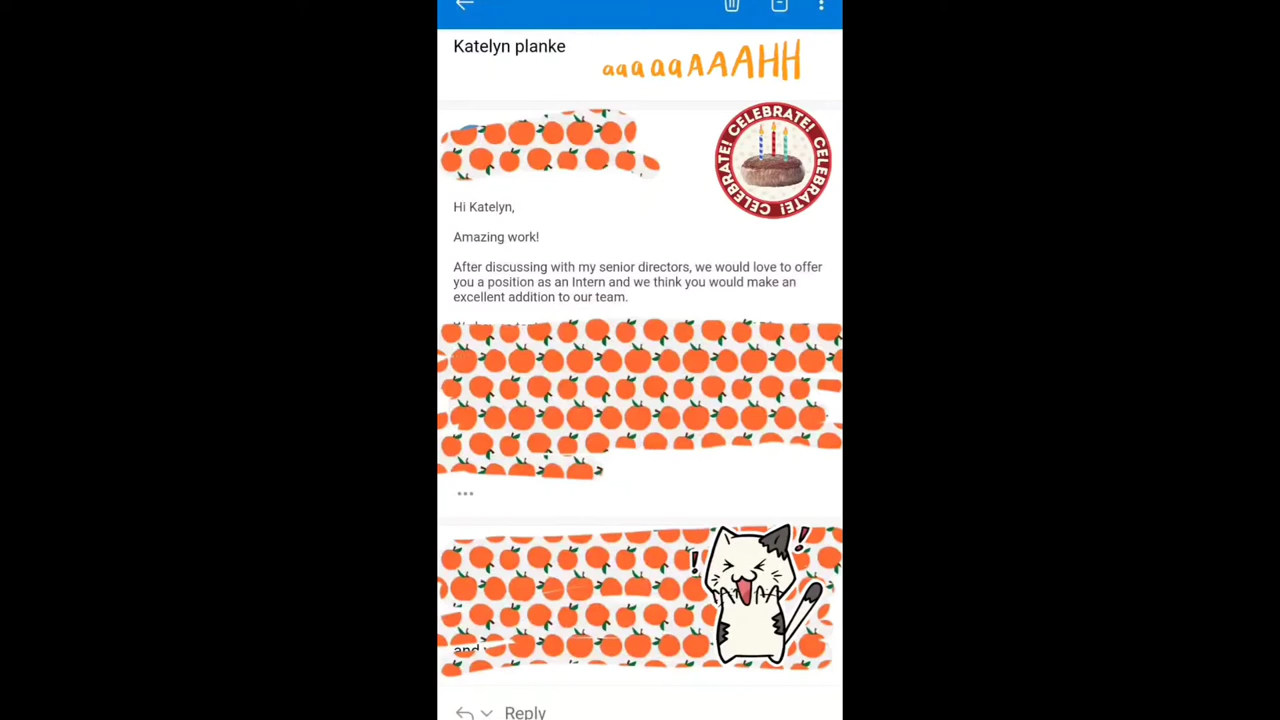 Katelyn planke
aaaaaAAAHH
CELEBRATE! CELEBRATE! CELEBRATE!
Hi Katelyn,
Amazing work!
After discussing with my senior directors, we would love to offer
you a position as an Intern and we think you would make an
excellent addition to our team.
and
Reply